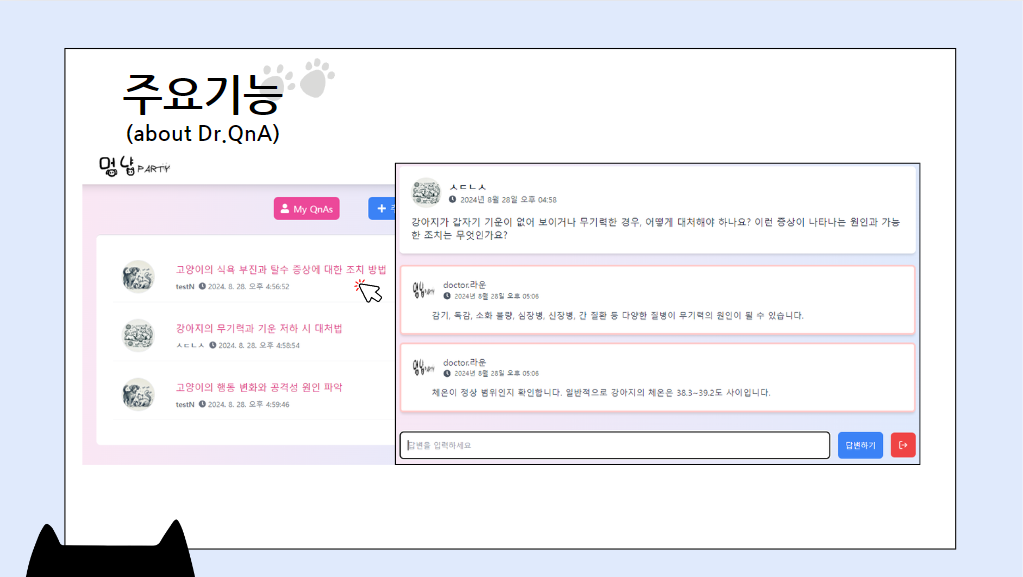 주요기능
(about Dr.QnA)
멍냥 PARTY
My QnAs
+
고양이의 식욕 부진과 탈수 증상에 대한 조치 방법
testN 2024. 8. 28. 오후 4:56:52
강아지의 무기력과 기운 저하 시 대처법
ㅅㄷㄴㅅ 2024. 8. 28. 오후 4:58:54
고양이의 행동 변화와 공격성 원인 파악
testN 2024. 8. 28. 오후 4:59:46
ㅅㄷㄴㅅ
2024년 8월 28일 오후 04:58
강아지가 갑자기 기운이 없어 보이거나 무기력한 경우, 어떻게 대처해야 하나요? 이런 증상이 나타나는 원인과 가능
한 조치는 무엇인가요?
doctor.라운
2024년 8월 28일 오후 05:06
감기, 독감, 소화 불량, 심장병, 신장병, 간 질환 등 다양한 질병이 무기력의 원인이 될 수 있습니다.
doctor.라운
2024년 8월 28일 오후 05:06
체온이 정상 범위인지 확인합니다. 일반적으로 강아지의 체온은 38.3~39.2도 사이입니다.
답변을 입력하세요
답변하기